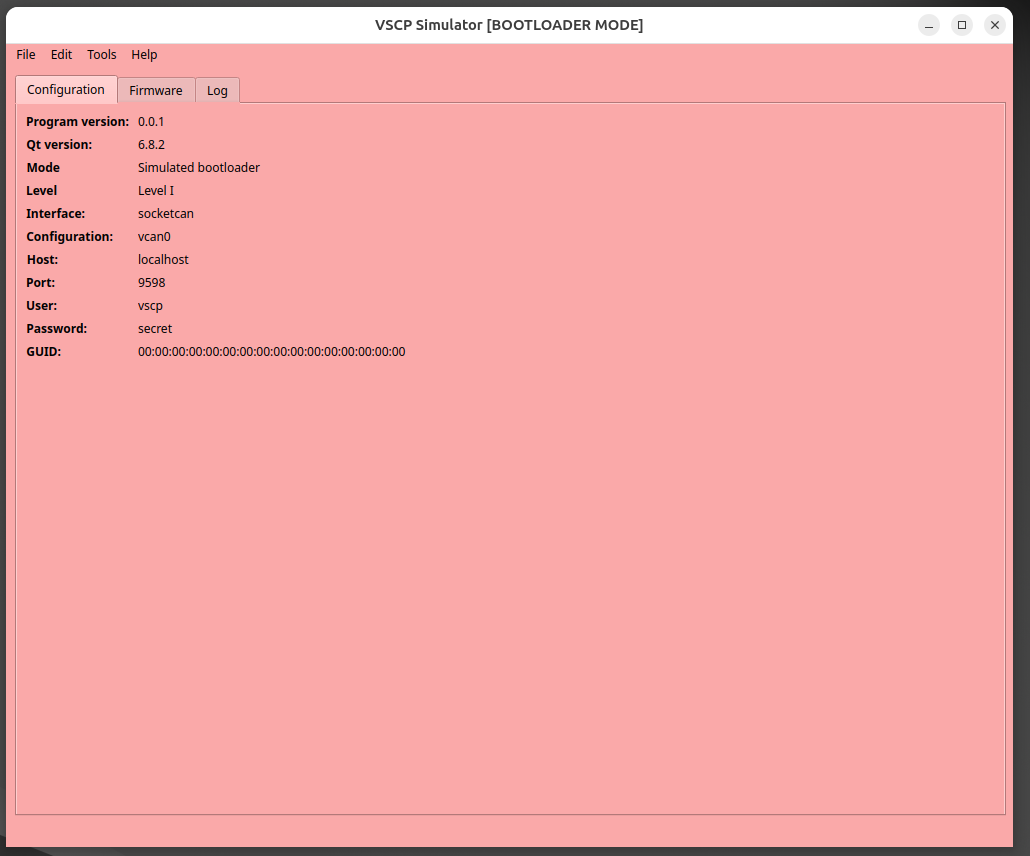 VSCP Simulator [BOOTLOADER MODE]
File Edit Tools Help
Configuration Firmware Log
Program version: 0.0.1
Qt version: 6.8.2
Mode Simulated bootloader
Level Level I
Interface: socketcan
Configuration: vcan0
Host: localhost
Port: 9598
User: vscp
Password: secret
GUID: 00:00:00:00:00:00:00:00:00:00:00:00:00:00:00:00